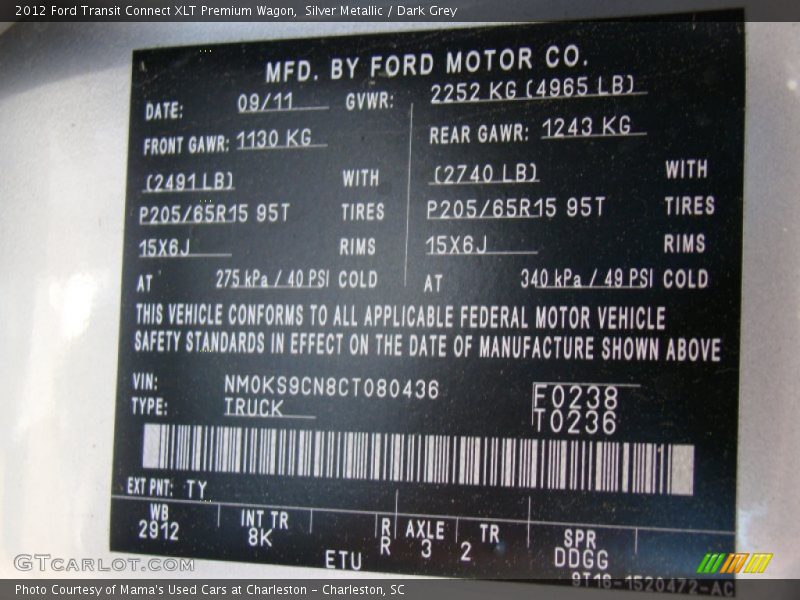 2012 Ford Transit Connect XLT Premium Wagon, Silver Metallic / Dark Grey
MFD. BY FORD MOTOR CO.
DATE: 09/11 GVWR: 2252 KG (4965 LB)
FRONT GAWR: 1130 KG REAR GAWR: 1243 KG
(2491 LB) WITH (2740 LB) WITH
P205/65R15 95T TIRES P205/65R15 95T TIRES
15X6J RIMS 15X6J RIMS
AT 275 kPa / 40 PSI COLD AT 340 kPa / 49 PSI COLD
THIS VEHICLE CONFORMS TO ALL APPLICABLE FEDERAL MOTOR VEHICLE
SAFETY STANDARDS IN EFFECT ON THE DATE OF MANUFACTURE SHOWN ABOVE
VIN: NM0KS9CN8CT080436 F0238
TYPE: TRUCK T0236
EXT PNT: TY
WB INT TR R AXLE TR SPR
2912 8K R 3 2 DDGG
ETU 9T16-1520472-AC
GTCARLOT.COM
Photo Courtesy of Mama's Used Cars at Charleston - Charleston, SC